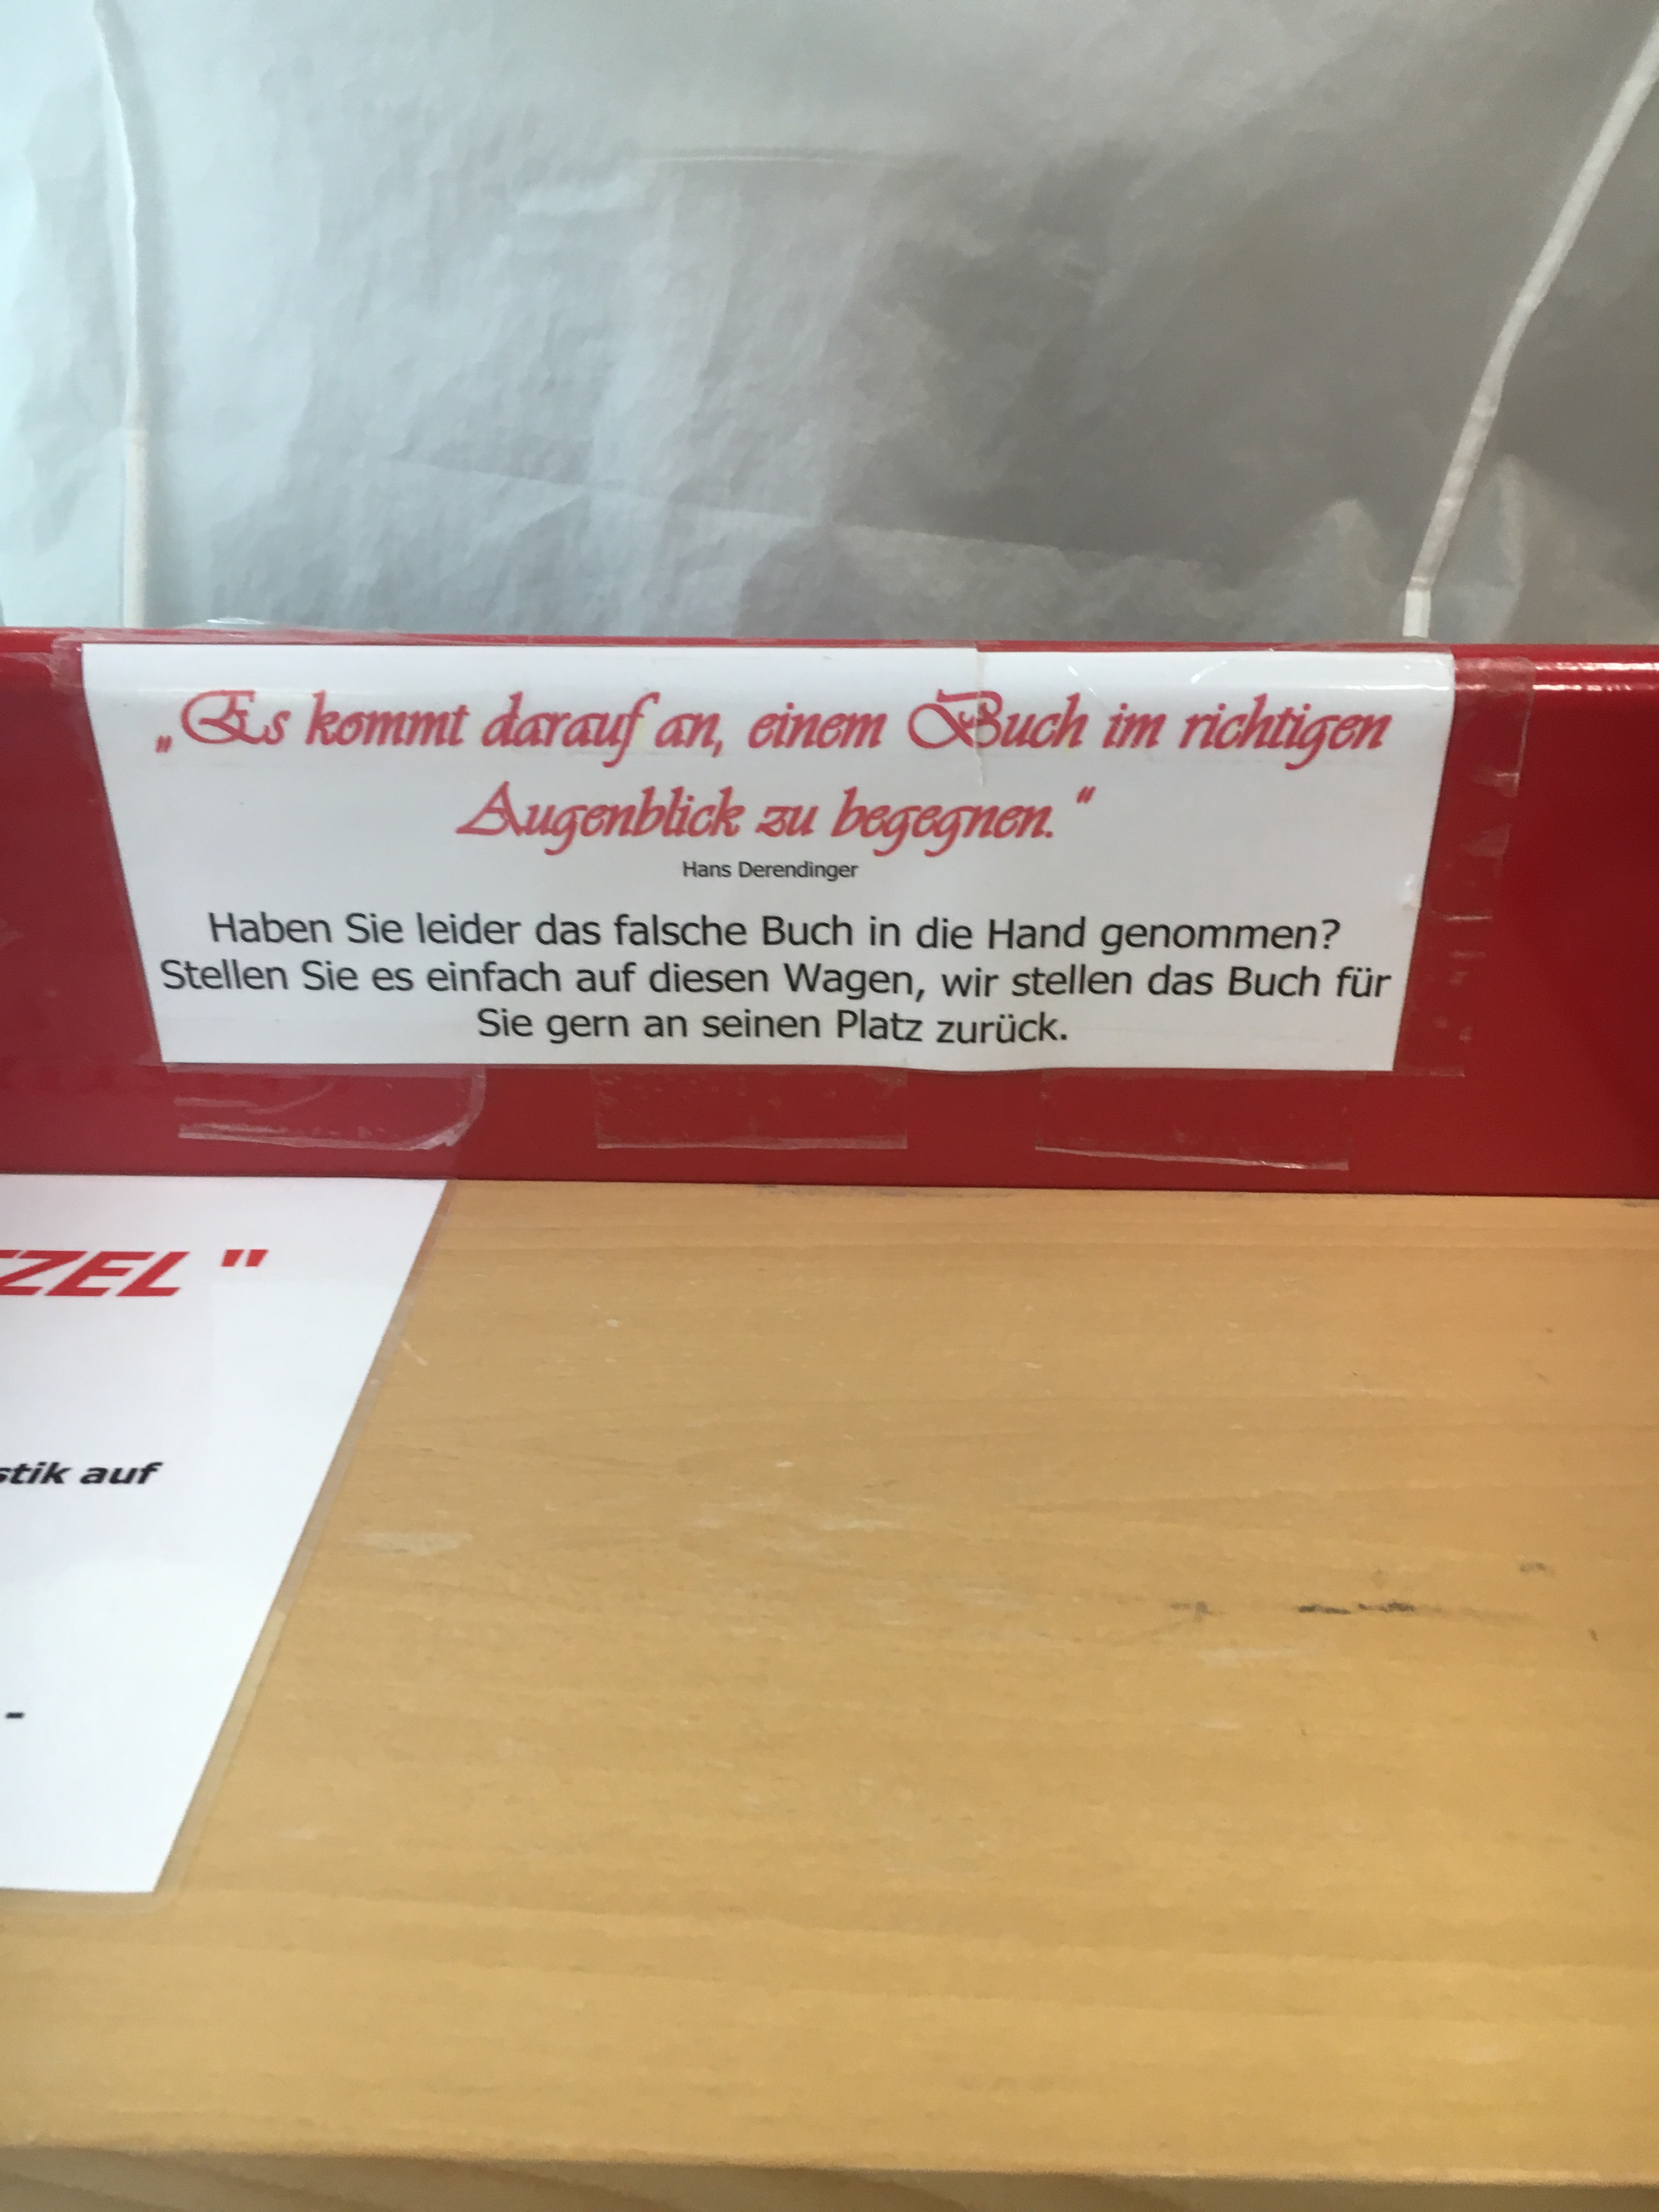 „Es kommt darauf an, einem Buch im richtigen
Augenblick zu begegnen."
Hans Derendinger
Haben Sie leider das falsche Buch in die Hand genommen?
Stellen Sie es einfach auf diesen Wagen, wir stellen das Buch für
Sie gern an seinen Platz zurück.
ZEL "
stik auf
-